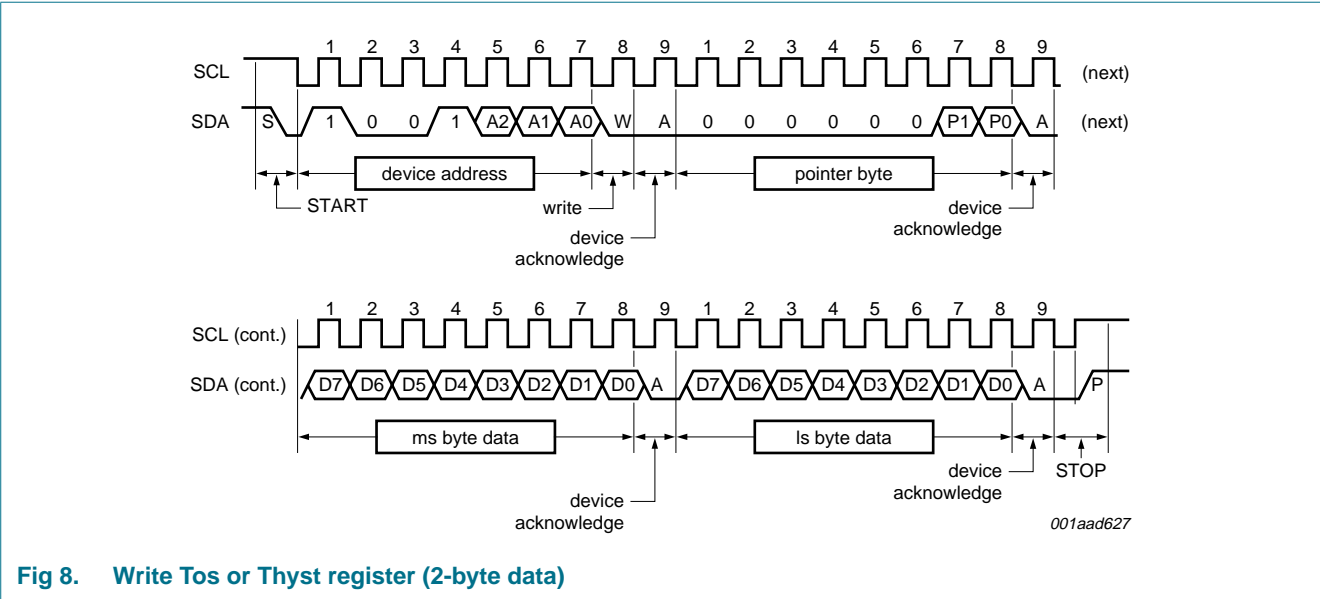 1 2 3 4 5 6 7 8 9 1 2 3 4 5 6 7 8 9
SCL (next)
SDA S 1 0 0 1 A2 A1 A0 W A 0 0 0 0 0 0 P1 P0 A (next)
device address pointer byte
START write device
acknowledge
device
acknowledge
1 2 3 4 5 6 7 8 9 1 2 3 4 5 6 7 8 9
SCL (cont.)
SDA (cont.) D7 D6 D5 D4 D3 D2 D1 D0 A D7 D6 D5 D4 D3 D2 D1 D0 A P
ms byte data ls byte data
device STOP
acknowledge
device
acknowledge
001aad627
Fig 8. Write Tos or Thyst register (2-byte data)